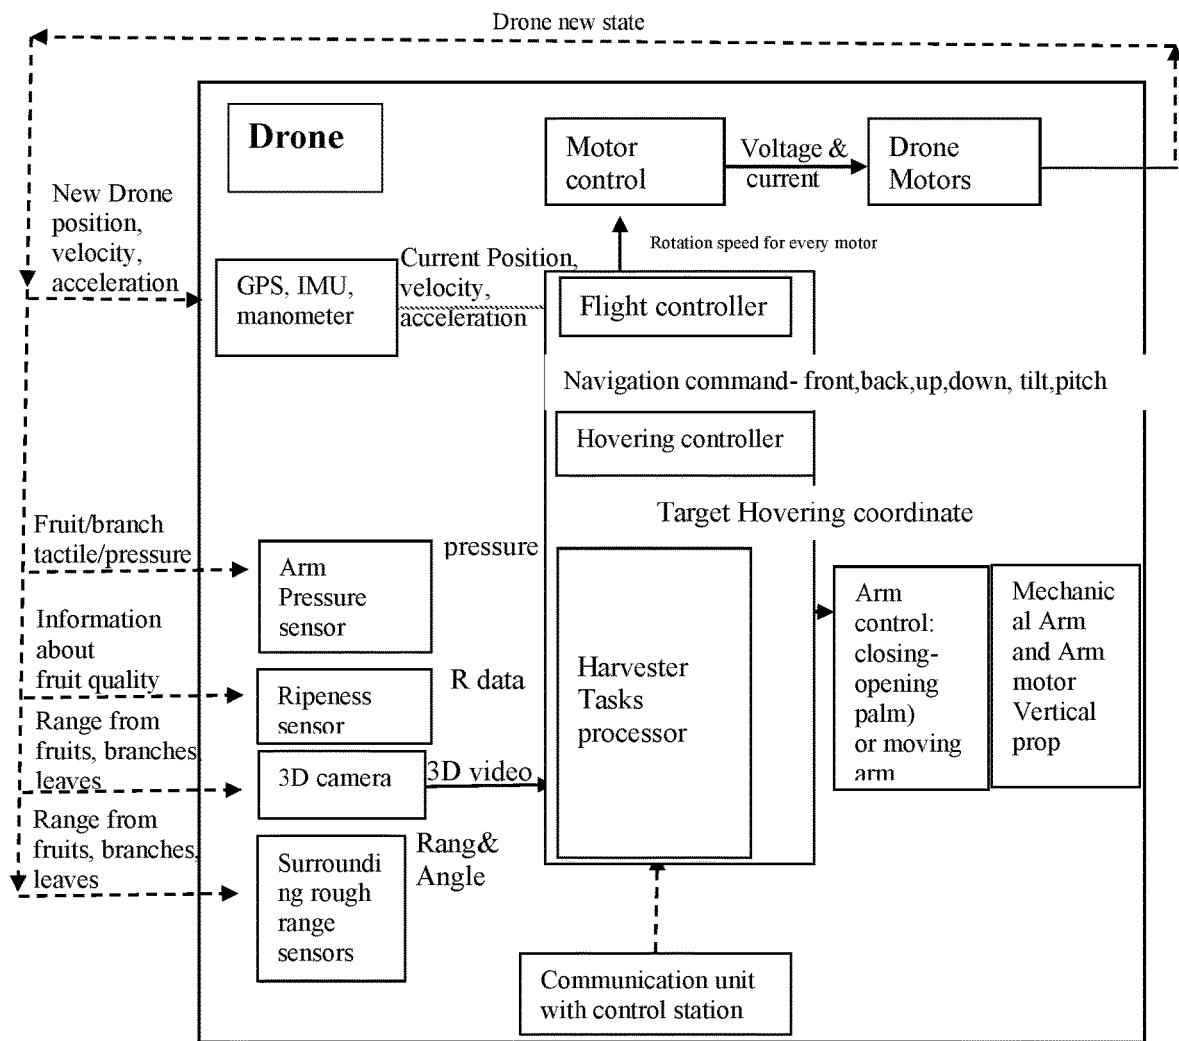 Drone new state
Drone
Motor
control
Voltage &
current
Drone
Motors
New Drone
position,
velocity,
acceleration
Rotation speed for every motor
GPS, IMU,
manometer
Current Position,
velocity,
acceleration
Flight controller
Navigation command- front,back,up,down, tilt,pitch
Hovering controller
Target Hovering coordinate
Fruit/branch
tactile/pressure
Arm
Pressure
sensor
pressure
Information
about
fruit quality
Ripeness
sensor
R data
Range from
fruits, branches,
leaves
3D camera
3D video
Range from
fruits, branches,
leaves
Surroundi
ng rough
range
sensors
Rang&
Angle
Harvester
Tasks
processor
Arm
control:
closing-
opening
palm)
or moving
arm
Mechanic
al Arm
and Arm
motor
Vertical
prop
Communication unit
with control station